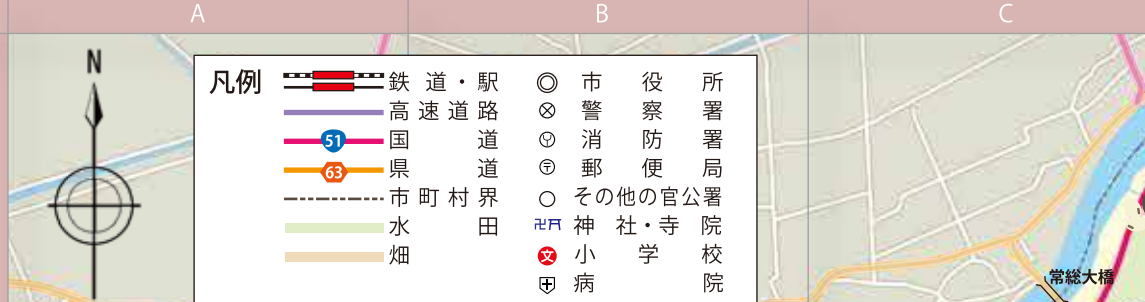 A B C
N
凡例
鉄道・駅
高速道路
51 国道
63 県道
市町村界
水田
畑
市役所
警察署
消防署
郵便局
その他の官公署
卍 神社・寺院
文 小学校
病院
常総大橋